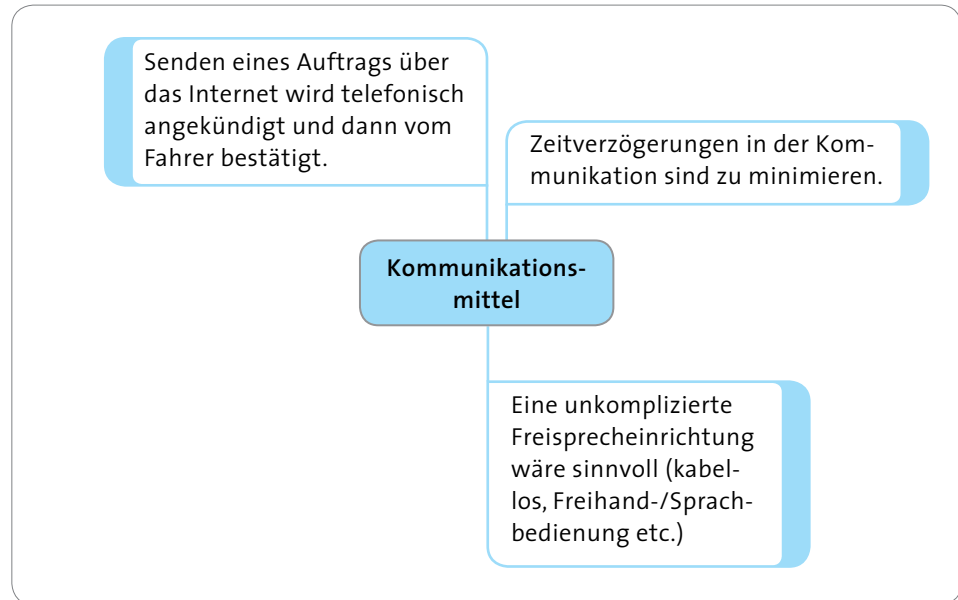 Senden eines Auftrags über
das Internet wird telefonisch
angekündigt und dann vom
Fahrer bestätigt.
Zeitverzögerungen in der Kom-
munikation sind zu minimieren.
Kommunikations-
mittel
Eine unkomplizierte
Freisprecheinrichtung
wäre sinnvoll (kabel-
los, Freihand-/Sprach-
bedienung etc.)